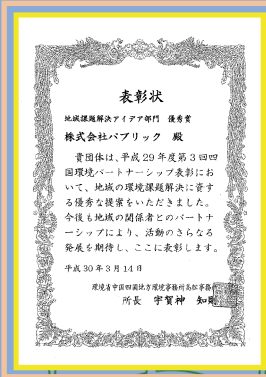 表彰状
地域課題解決アイデア部門　優秀賞
株式会社パブリック　殿
貴団体は、平成29年度第3回四
国環境パートナーシップ表彰にお
いて、地域の環境課題解決に資す
る優秀な提案をいただきました。
今後も地域の関係者とのパートナ
ーシップにより、活動のさらなる
発展を期待し、ここに表彰します。
平成30年3月14日
環境省中国四国地方環境事務所高松事務所
所長　宇賀神　知則